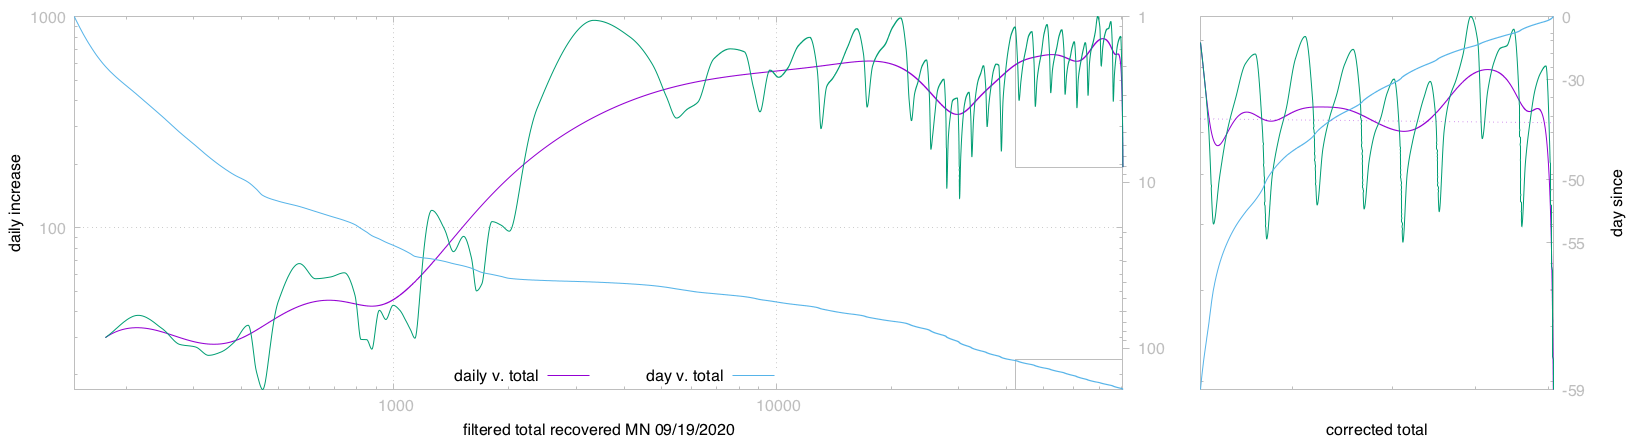 1000
100
daily increase
1000
10000
1
10
100
daily v. total
day v. total
filtered total recovered MN 09/19/2020
0
-30
-50
-55
-59
day since
corrected total